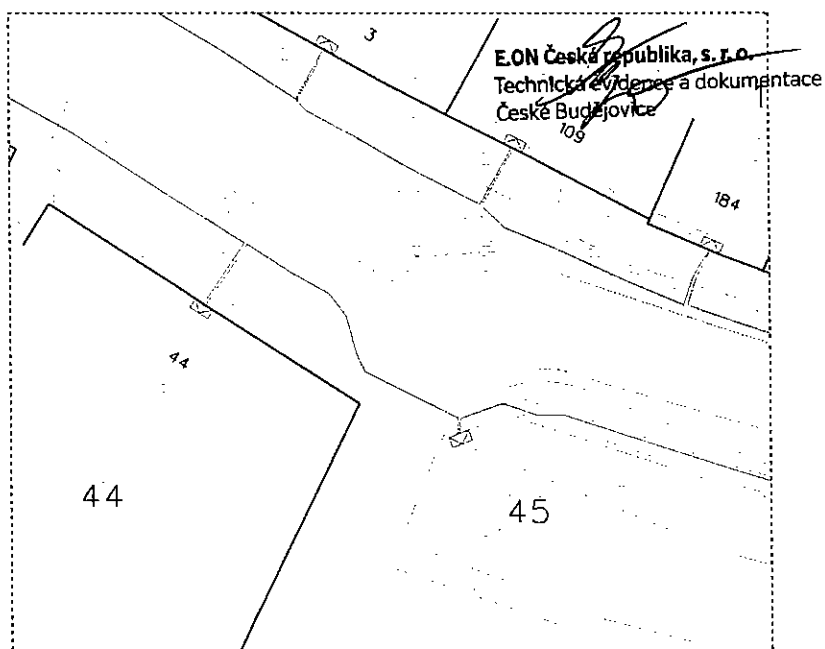 3
E.ON Česká republika, s. r. o.
Technická evidence a dokumentace
České Budějovice
109
184
44
44
45